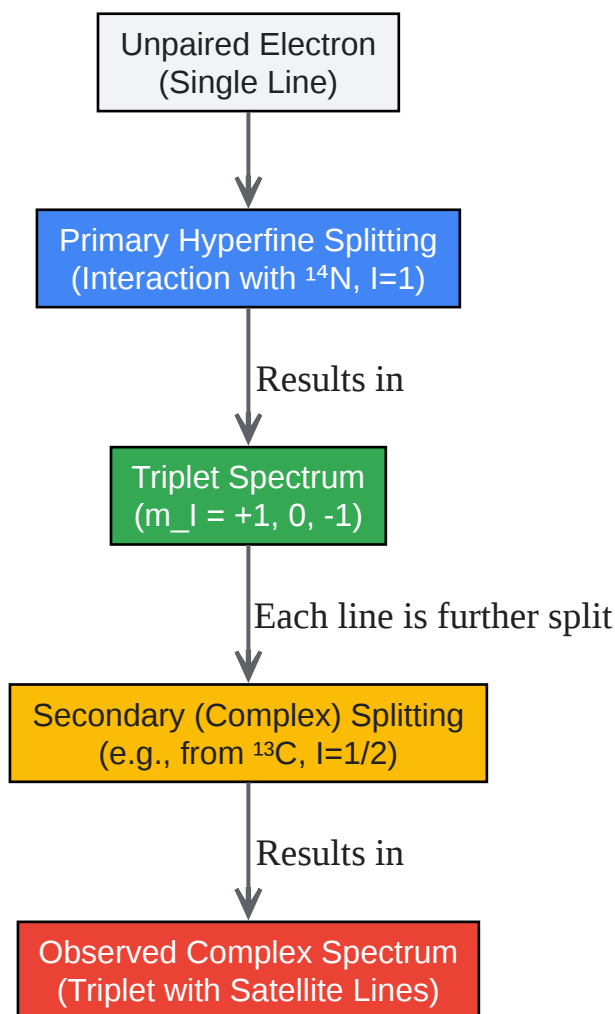 Unpaired Electron
(Single Line)
Primary Hyperfine Splitting
(Interaction with ¹⁴N, I=1)
Results in
Triplet Spectrum
(m_I = +1, 0, -1)
Each line is further split
Secondary (Complex) Splitting
(e.g., from ¹³C, I=1/2)
Results in
Observed Complex Spectrum
(Triplet with Satellite Lines)